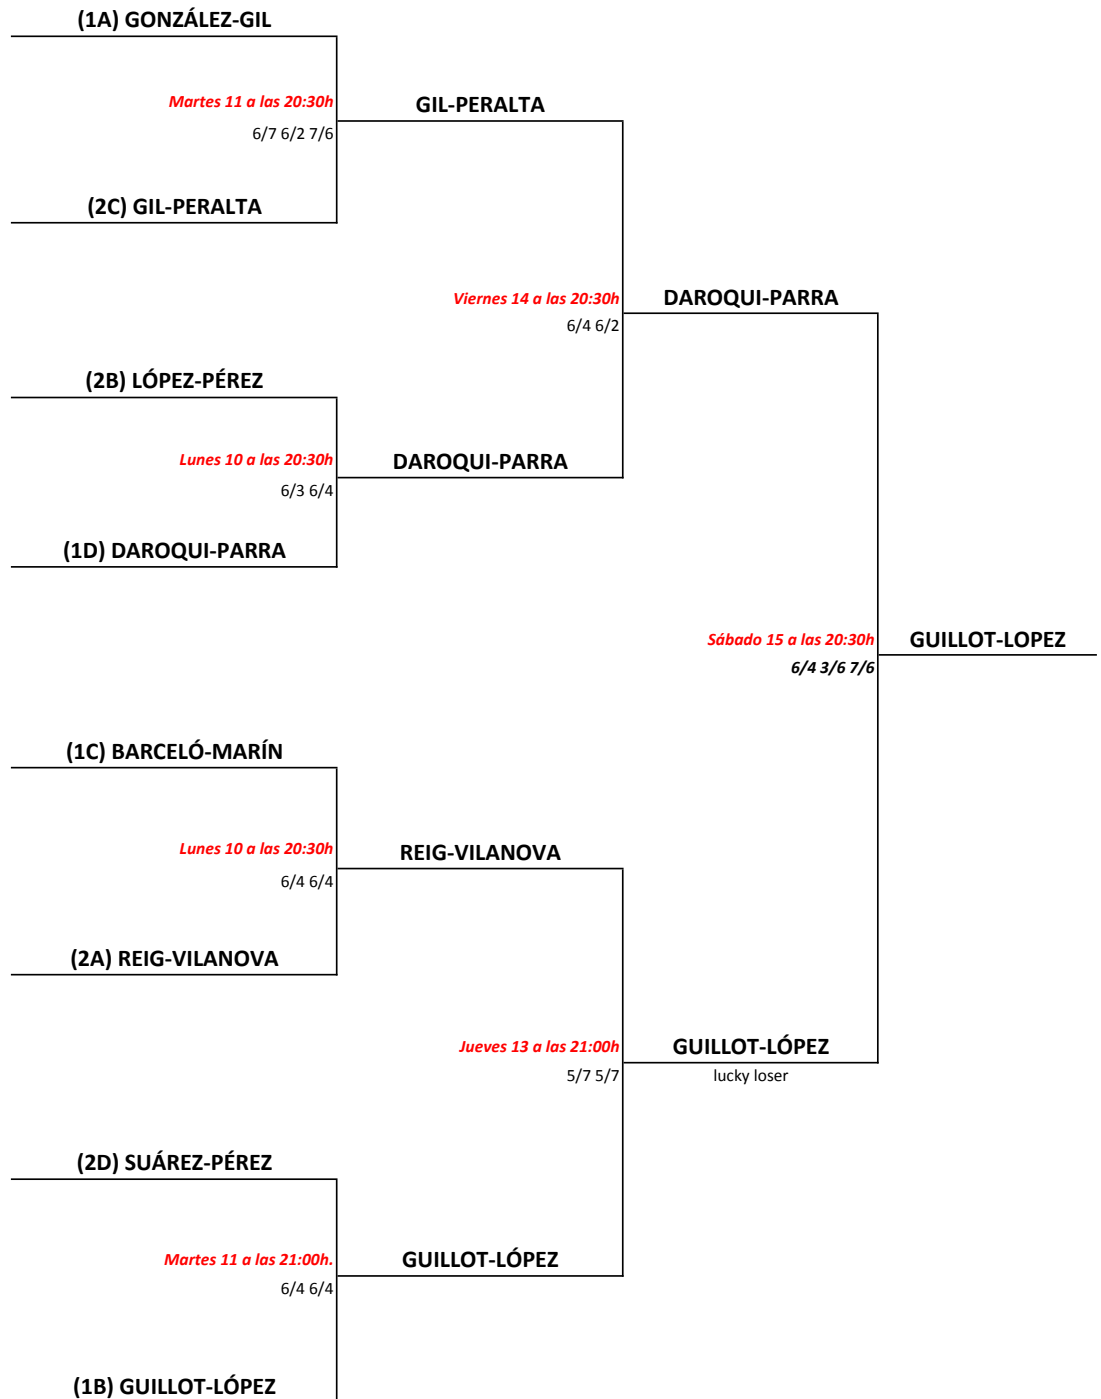 (1A) GONZÁLEZ-GIL
Martes 11 a las 20:30h
GIL-PERALTA
6/7 6/2 7/6
(2C) GIL-PERALTA
Viernes 14 a las 20:30h
DAROQUI-PARRA
6/4 6/2
(2B) LÓPEZ-PÉREZ
Lunes 10 a las 20:30h
DAROQUI-PARRA
6/3 6/4
(1D) DAROQUI-PARRA
Sábado 15 a las 20:30h
GUILLOT-LOPEZ
6/4 3/6 7/6
(1C) BARCELÓ-MARÍN
Lunes 10 a las 20:30h
REIG-VILANOVA
6/4 6/4
(2A) REIG-VILANOVA
Jueves 13 a las 21:00h
GUILLOT-LÓPEZ
5/7 5/7
lucky loser
(2D) SUÁREZ-PÉREZ
Martes 11 a las 21:00h.
GUILLOT-LÓPEZ
6/4 6/4
(1B) GUILLOT-LÓPEZ